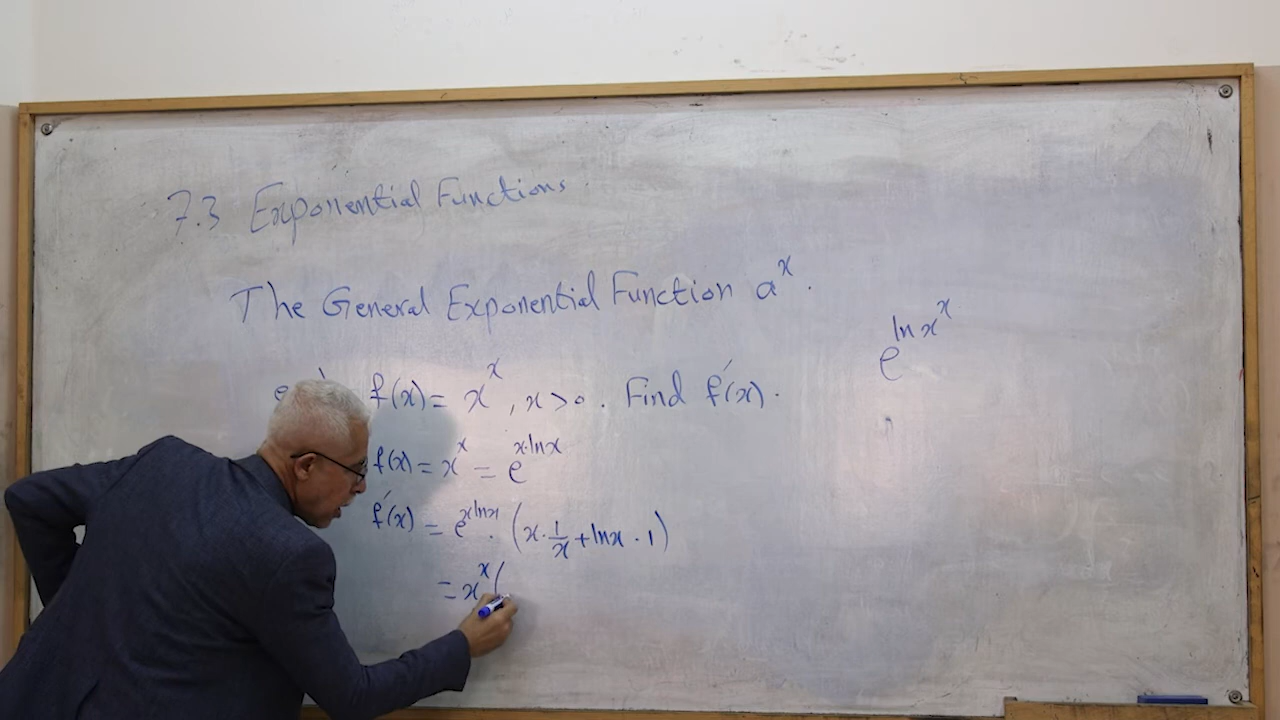 7.3 Exponential Functions
The General Exponential Function a^x.
f(x) = x^x, x > 0. Find f'(x).
e^{ln x^x}
f(x) = x^x = e^{x·ln x}
f'(x) = e^{x ln x} · (x · 1/x + ln x · 1)
= x^x (